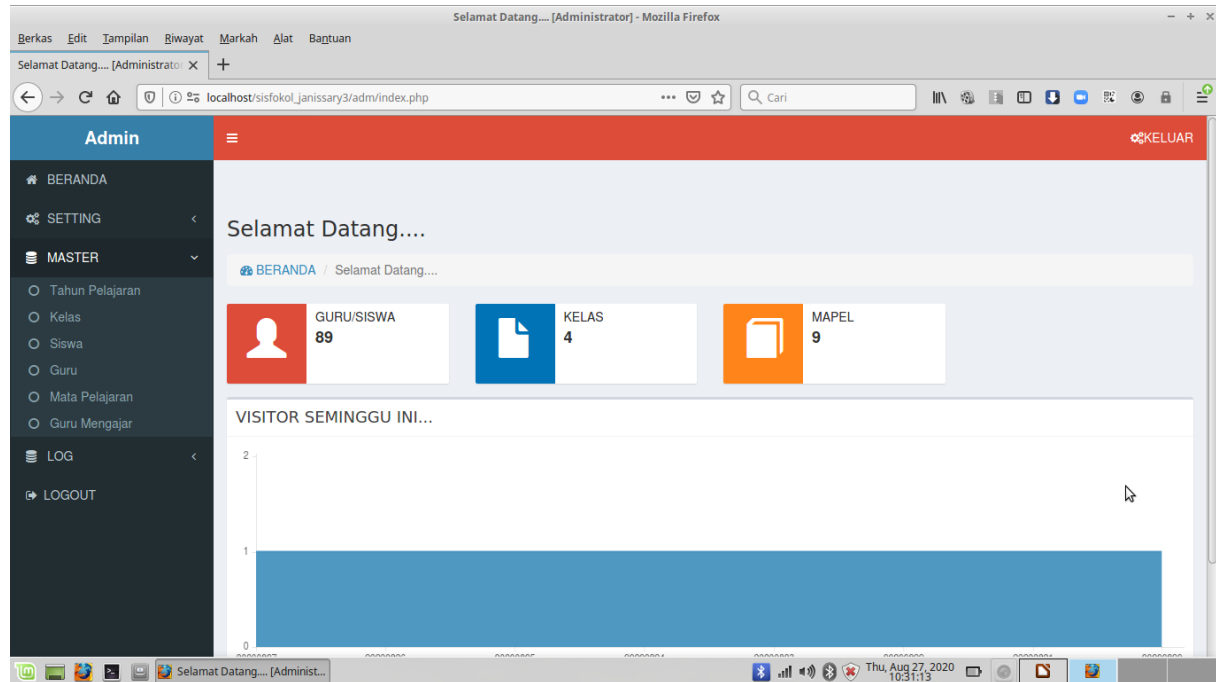 Selamat Datang.... [Administrator] - Mozilla Firefox
Berkas Edit Tampilan Riwayat Markah Alat Bantuan
Selamat Datang.... [Administrator
localhost/sisfokol_janissary3/adm/index.php
Cari
Admin
KELUAR
BERANDA
SETTING
MASTER
Tahun Pelajaran
Kelas
Siswa
Guru
Mata Pelajaran
Guru Mengajar
LOG
LOGOUT
Selamat Datang....
BERANDA / Selamat Datang....
GURU/SISWA
89
KELAS
4
MAPEL
9
VISITOR SEMINGGU INI...
2
1
0
Selamat Datang.... [Administ...
Thu, Aug 27, 2020
10:31:13